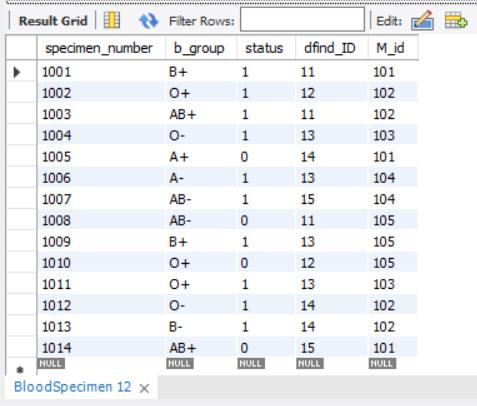 Result Grid Filter Rows: Edit:
specimen_number b_group status dfind_ID M_id
1001 B+ 1 11 101
1002 O+ 1 12 102
1003 AB+ 1 11 102
1004 O- 1 13 103
1005 A+ 0 14 101
1006 A- 1 13 104
1007 AB- 1 15 104
1008 AB- 0 11 105
1009 B+ 1 13 105
1010 O+ 0 12 105
1011 O+ 1 13 103
1012 O- 1 14 102
1013 B- 1 14 102
1014 AB+ 0 15 101
NULL NULL NULL NULL NULL
BloodSpecimen 12 ×